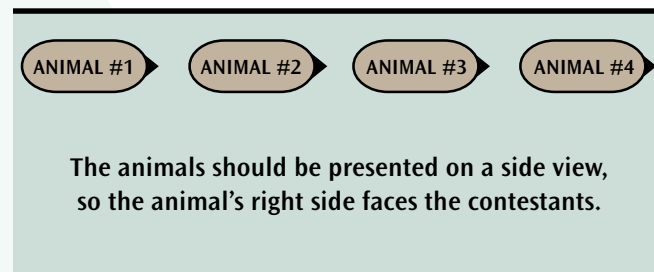 ANIMAL #1 ANIMAL #2 ANIMAL #3 ANIMAL #4
The animals should be presented on a side view,
so the animal’s right side faces the contestants.